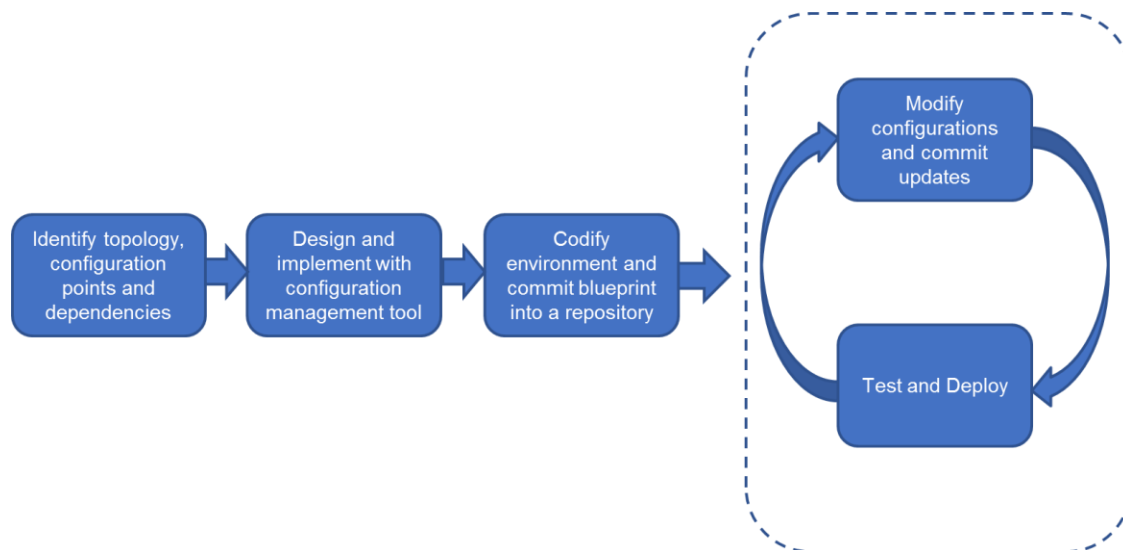 Identify topology,
configuration
points and
dependencies
Design and
implement with
configuration
management tool
Codify
environment and
commit blueprint
into a repository
Modify
configurations
and commit
updates
Test and Deploy